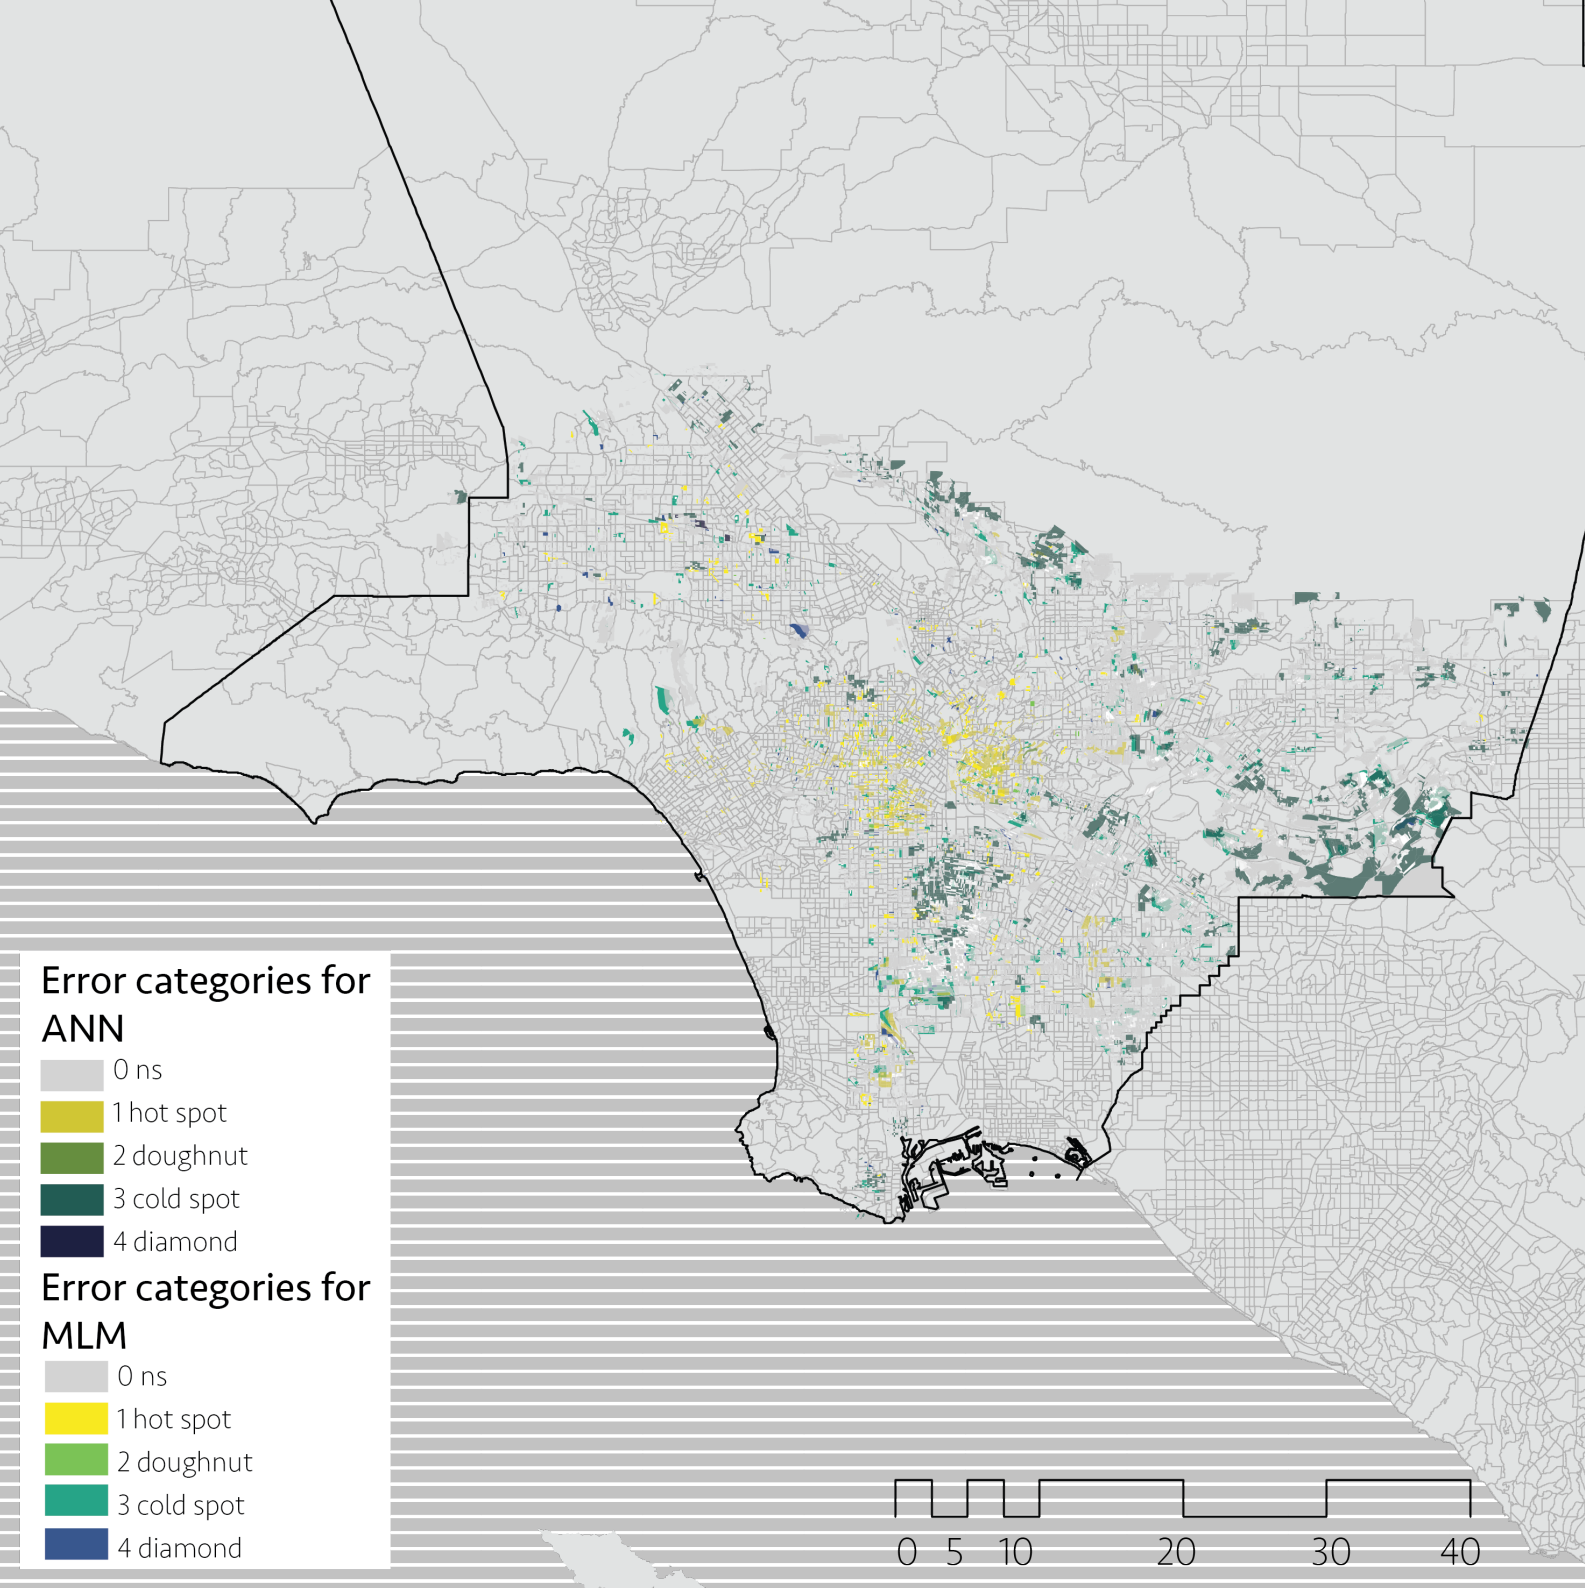 Error categories for
ANN
0 ns
1 hot spot
2 doughnut
3 cold spot
4 diamond
Error categories for
MLM
0 ns
1 hot spot
2 doughnut
3 cold spot
4 diamond
0 5 10 20 30 40